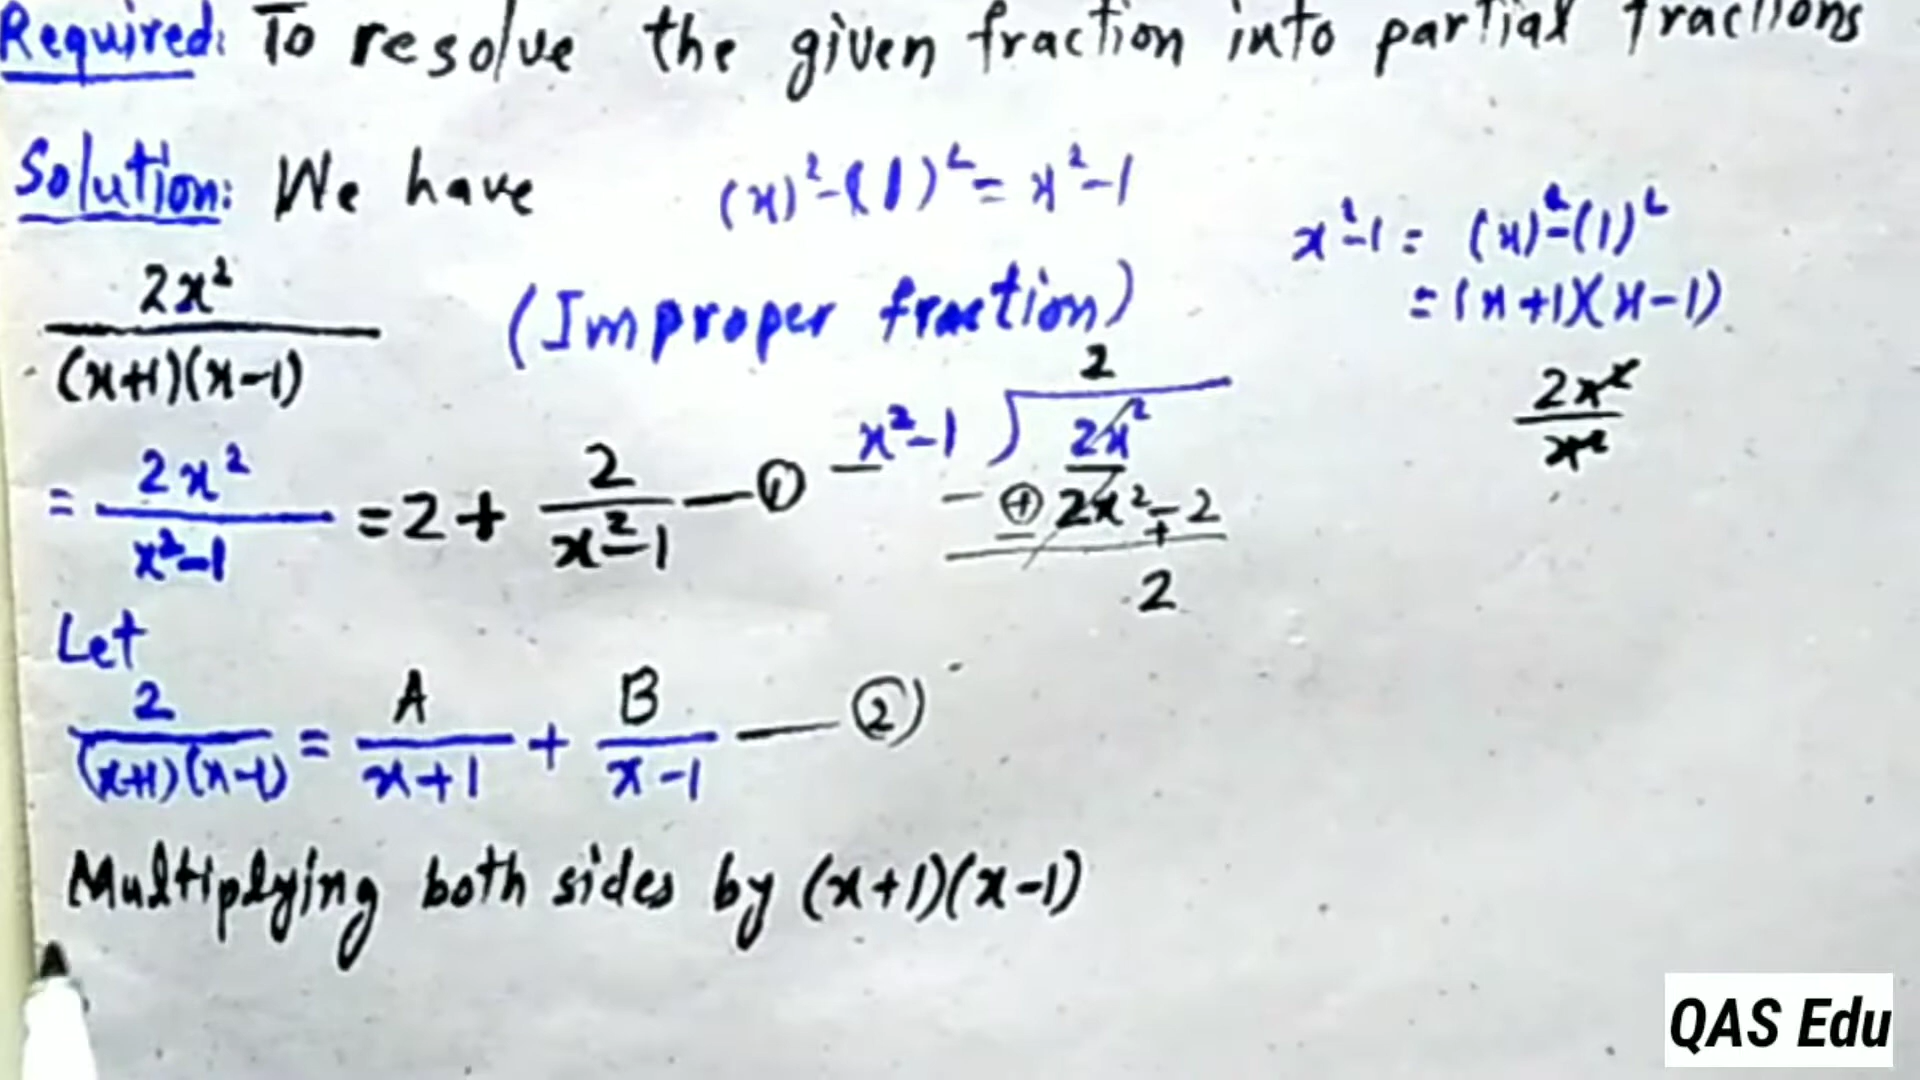 Required: To resolve the given fraction into partial fractions
Solution: We have
(x)²-(1)² = x²-1
x²-1 = (x)²-(1)²
= (x+1)(x-1)
2x²
(x+1)(x-1)
(Improper fraction)
2
x²-1 ) 2x²
- ⊕ 2x² - 2
- +
2
2x²
x²
= 2x²/x²-1 = 2 + 2/x²-1 — ①
Let
2/(x+1)(x-1) = A/x+1 + B/x-1 — ②
Multiplying both sides by (x+1)(x-1)
QAS Edu